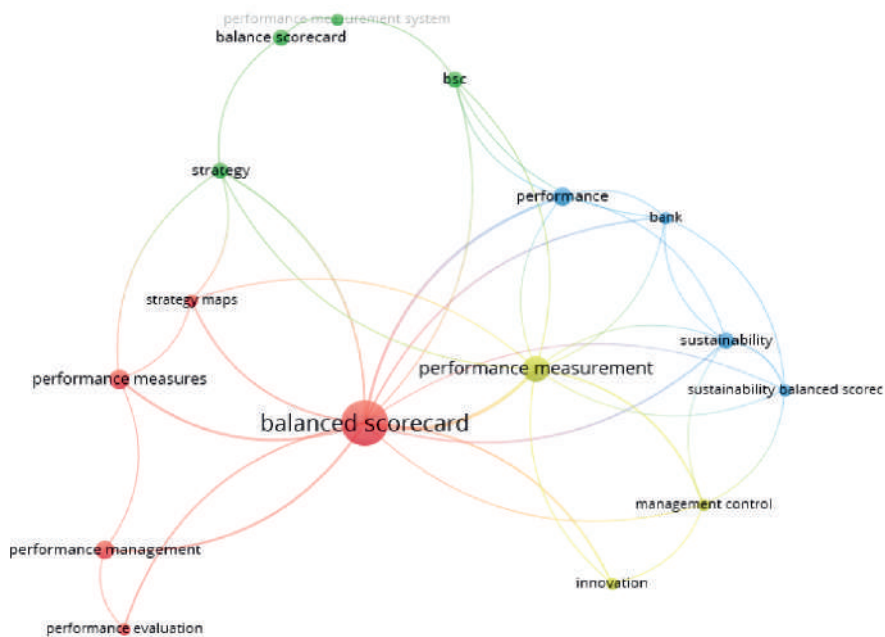 performance measurement system
balance scorecard
bsc
strategy
performance
bank
strategy maps
sustainability
performance measurement
performance measures
sustainability balanced scorec
balanced scorecard
management control
performance management
innovation
performance evaluation